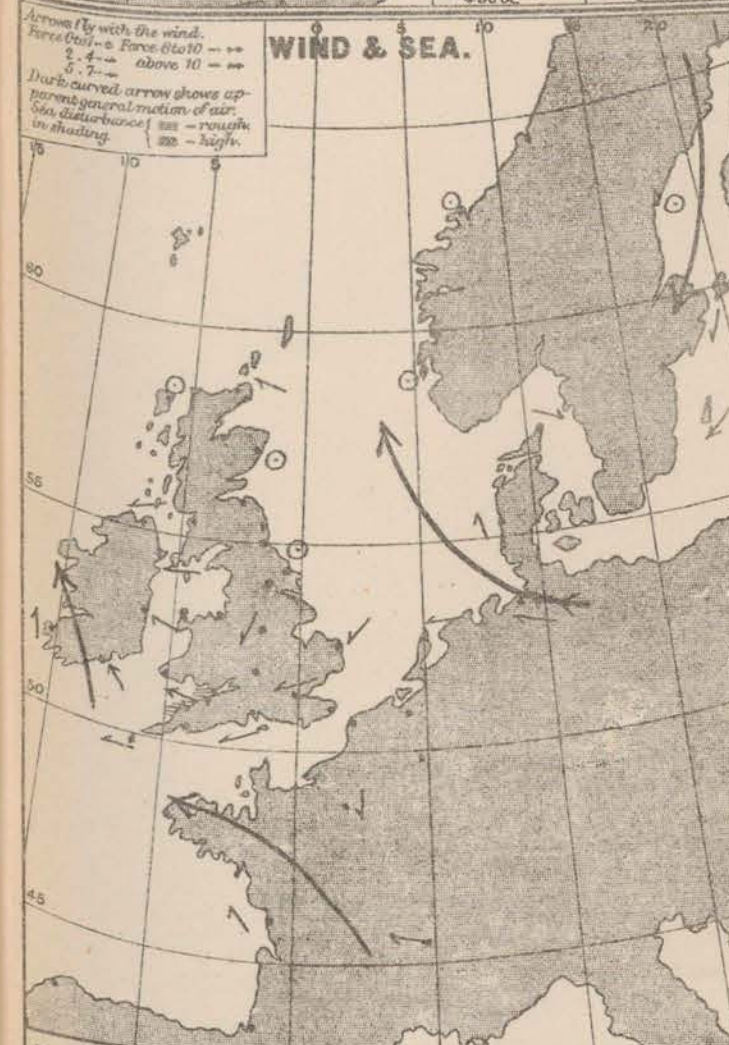 Arrows fly with the wind.
Force 0 to 1 Force 8 to 10
2 . 4 above 10
5 . 7
Dark curved arrow shows ap-
parent general motion of air.
Sea disturbance - rough.
in shading - high.
WIND & SEA.
0 5 10 15 20
15 10 5
60
55
50
45